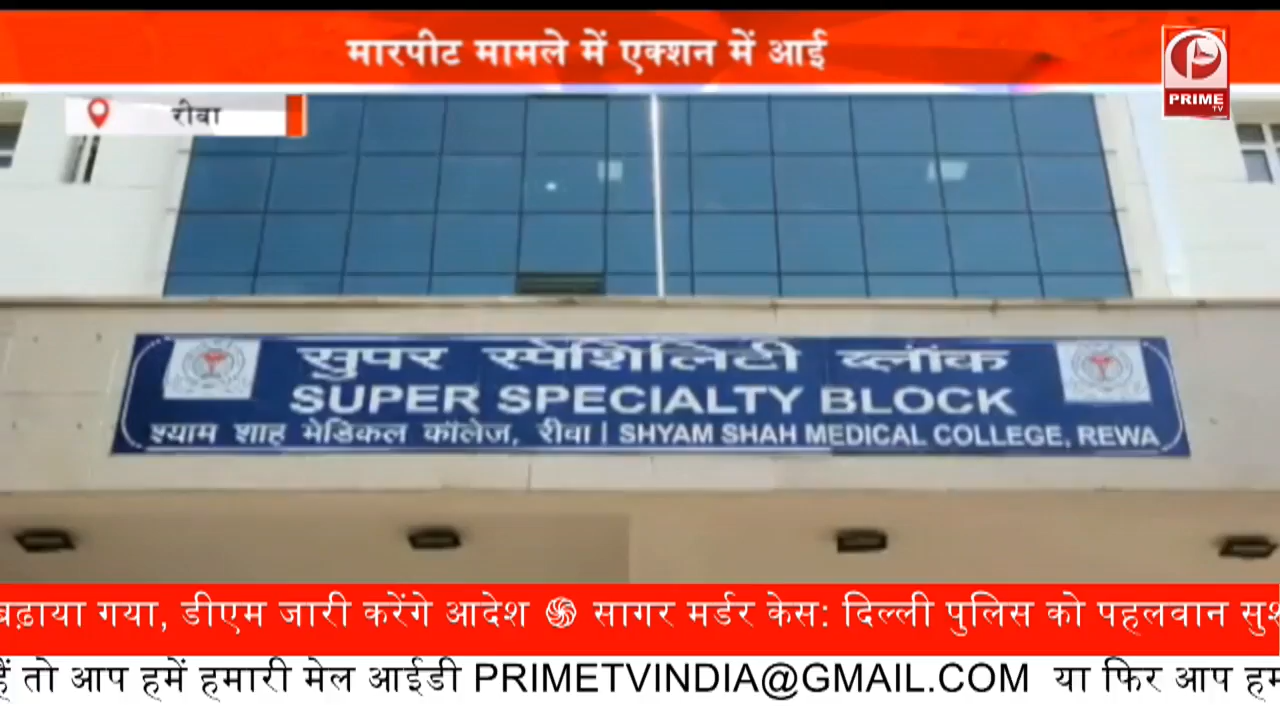 मारपीट मामले में एक्शन में आई
PRIME
TV
रीवा
सुपर स्पेशिलिटी ब्लॉक
SUPER SPECIALTY BLOCK
श्याम शाह मेडिकल कॉलेज, रीवा | SHYAM SHAH MEDICAL COLLEGE, REWA
बढ़ाया गया, डीएम जारी करेंगे आदेश सागर मर्डर केस: दिल्ली पुलिस को पहलवान
तो आप हमें हमारी मेल आईडी PRIMETVINDIA@GMAIL.COM या फिर आप